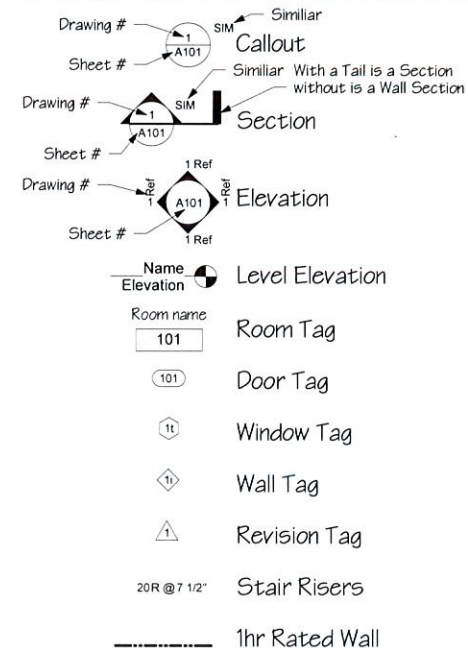 Drawing #
1
A101
Sheet #
SIM
Similiar
Callout
Drawing #
1
A101
Sheet #
SIM
Similiar
With a Tail is a Section
without is a Wall Section
Section
1 Ref
Drawing #
1 Ref
A101
1 Ref
Sheet #
1 Ref
Elevation
Name
Elevation
Level Elevation
Room name
101
Room Tag
101
Door Tag
1t
Window Tag
1i
Wall Tag
1
Revision Tag
20R @ 7 1/2"
Stair Risers
1hr Rated Wall